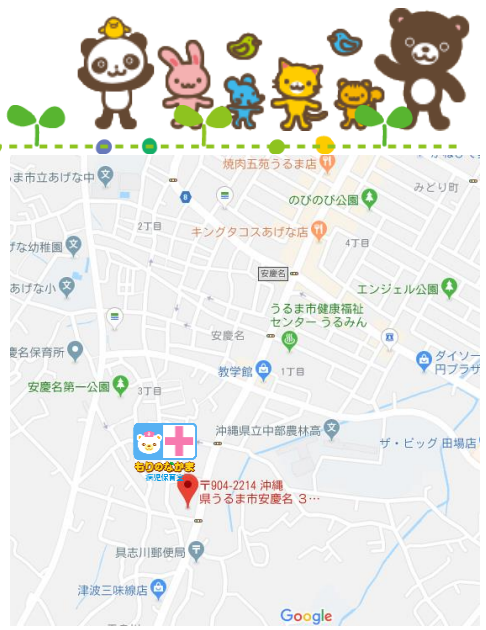 焼肉五苑うるま店
ま市立あげな中
みどり町
のびのび公園
2丁目
キングタコスあげな店
4丁目
げな幼稚園
安慶名
あげな小
エンジェル公園
うるま市健康福祉
センター うるみん
安慶名
慶名保育所
ダイソー
円プラザ
教学館
1丁目
安慶名第一公園
3丁目
沖縄県立中部農林高
ザ・ビッグ 田場店
もりのなかま
病児保育
〒904-2214 沖縄
県うるま市安慶名 3…
具志川郵便局
津波三味線店
Google